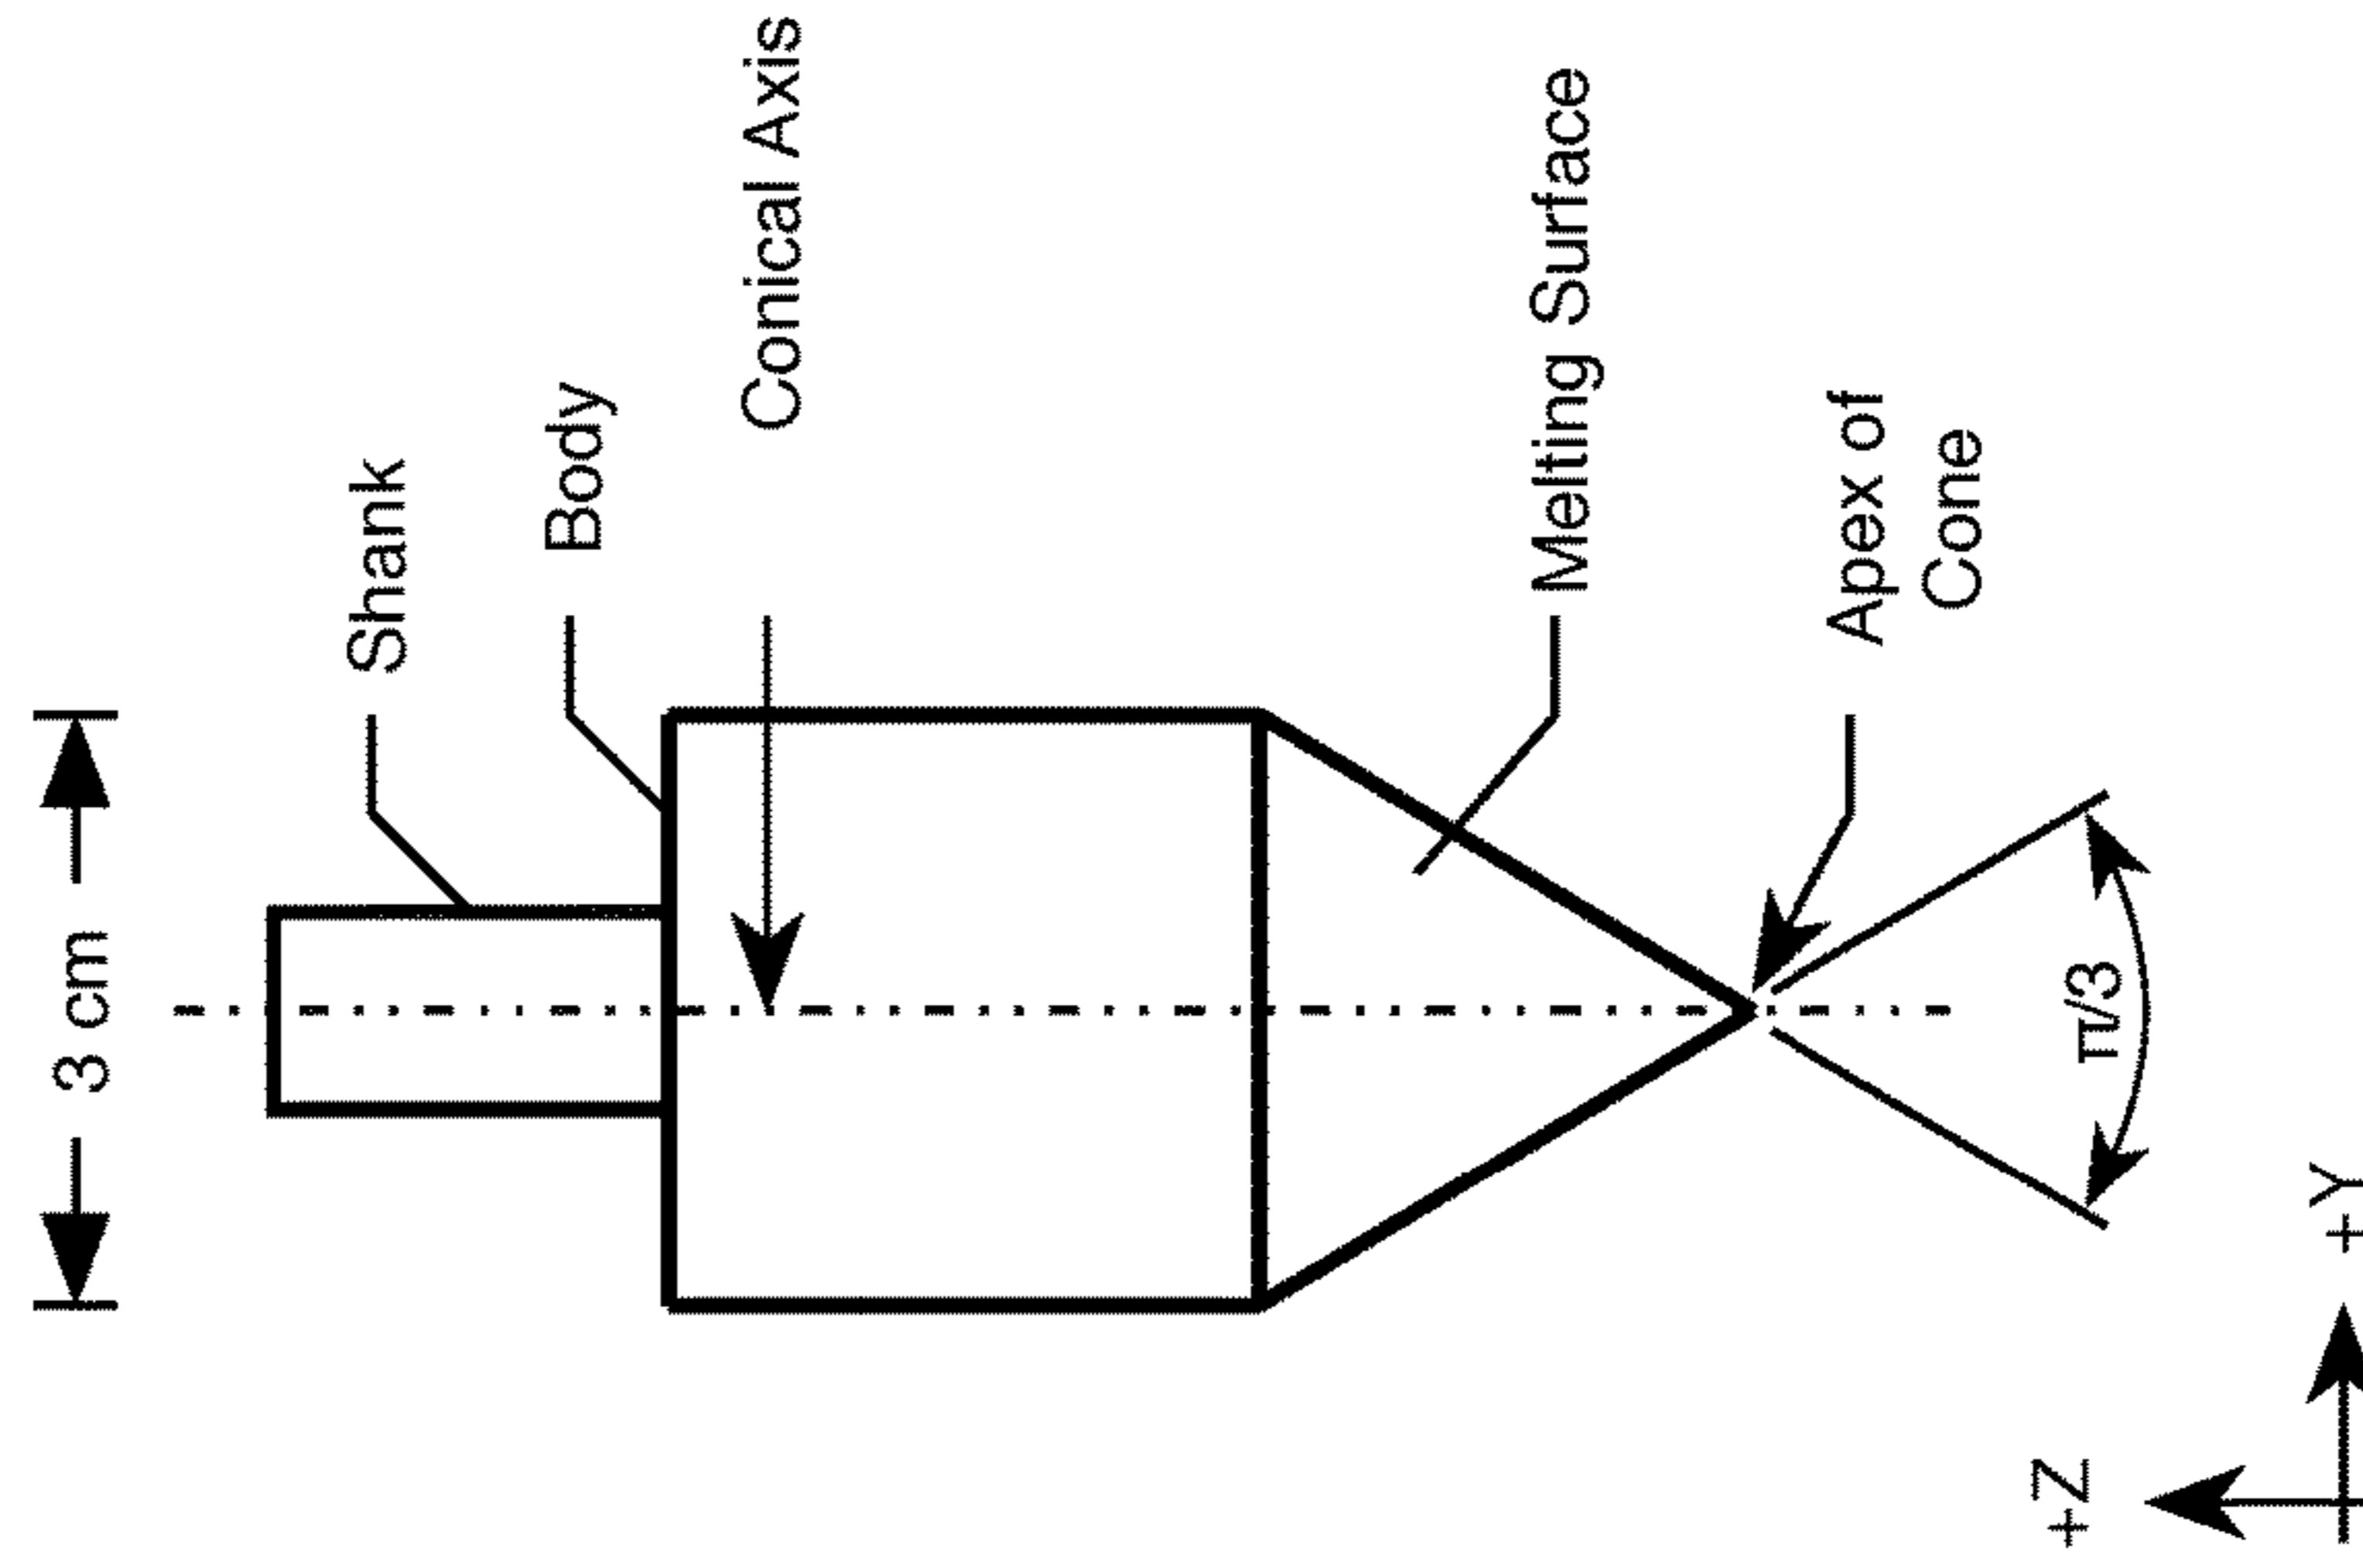 3 cm
Shank
Body
Conical Axis
Melting Surface
Apex of
Cone
π/3
+Z
+Y